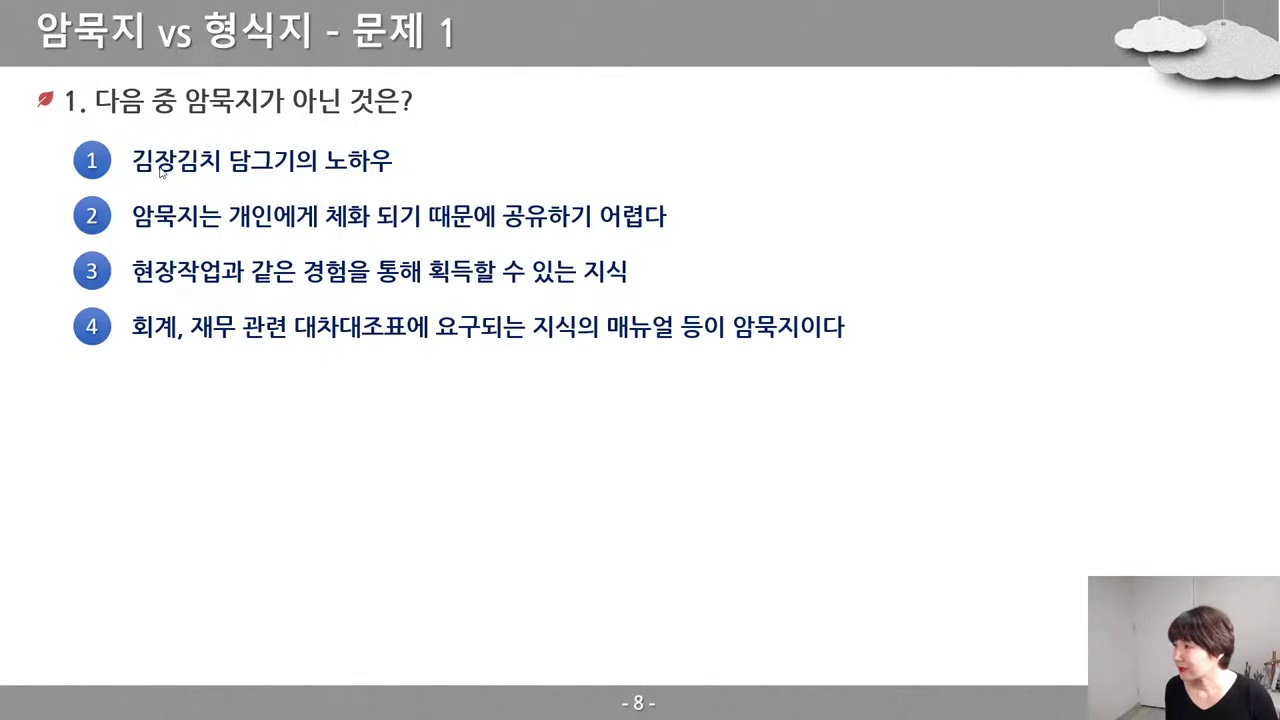 암묵지 vs 형식지 - 문제 1
1. 다음 중 암묵지가 아닌 것은?
1 김장김치 담그기의 노하우
2 암묵지는 개인에게 체화 되기 때문에 공유하기 어렵다
3 현장작업과 같은 경험을 통해 획득할 수 있는 지식
4 회계, 재무 관련 대차대조표에 요구되는 지식의 매뉴얼 등이 암묵지이다
- 8 -